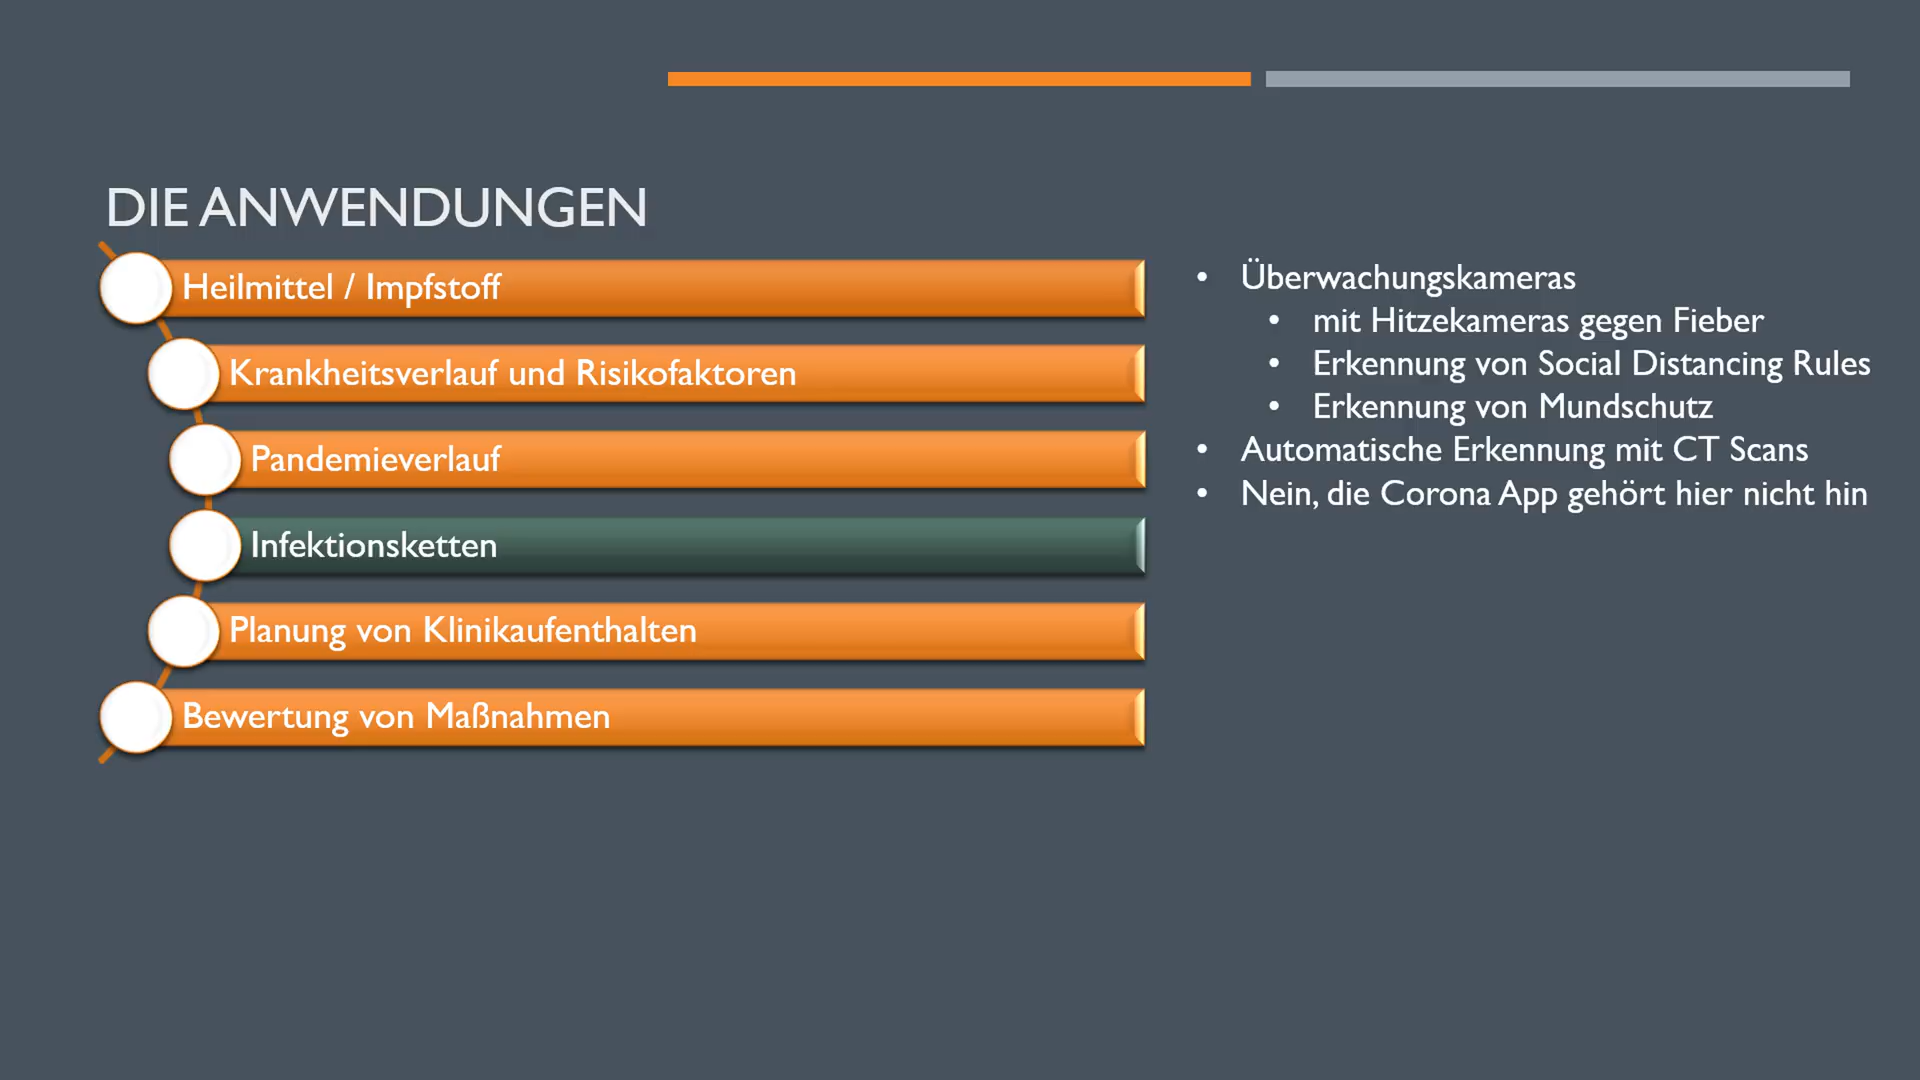 DIE ANWENDUNGEN
Heilmittel / Impfstoff
Krankheitsverlauf und Risikofaktoren
Pandemieverlauf
Infektionsketten
Planung von Klinikaufenthalten
Bewertung von Maßnahmen
• Überwachungskameras
• mit Hitzekameras gegen Fieber
• Erkennung von Social Distancing Rules
• Erkennung von Mundschutz
• Automatische Erkennung mit CT Scans
• Nein, die Corona App gehört hier nicht hin